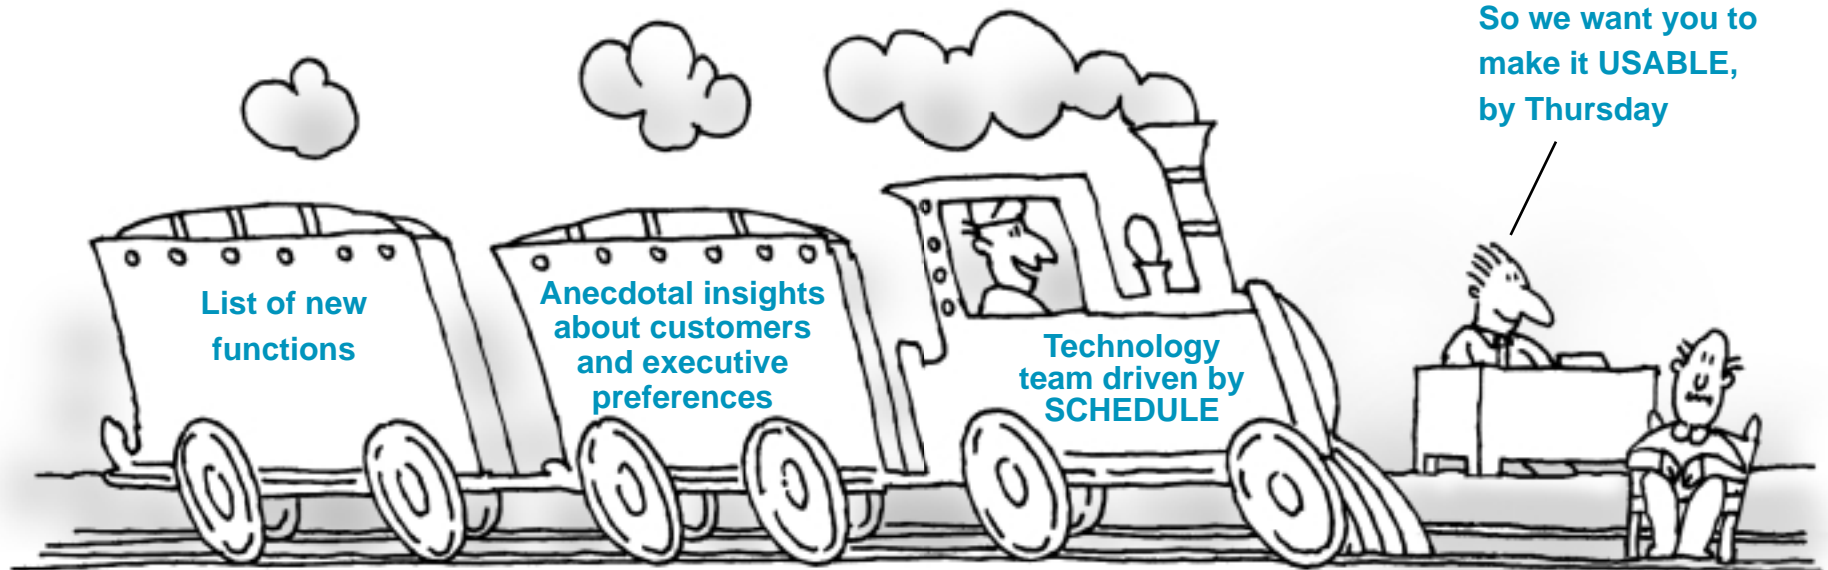 So we want you to
make it USABLE,
by Thursday
List of new
functions
Anecdotal insights
about customers
and executive
preferences
Technology
team driven by
SCHEDULE